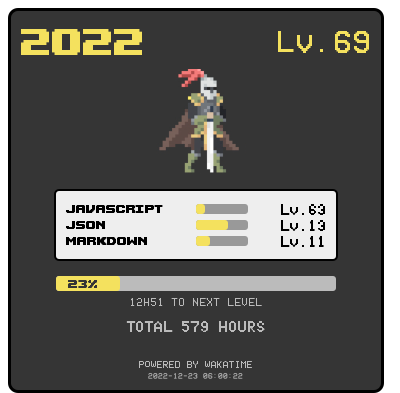 2022 Lv.69
JAVASCRIPT Lv.63
JSON Lv.13
MARKDOWN Lv.11
23%
12H51 TO NEXT LEVEL
TOTAL 579 HOURS
POWERED BY WAKATIME
2022-12-23 06:00:22